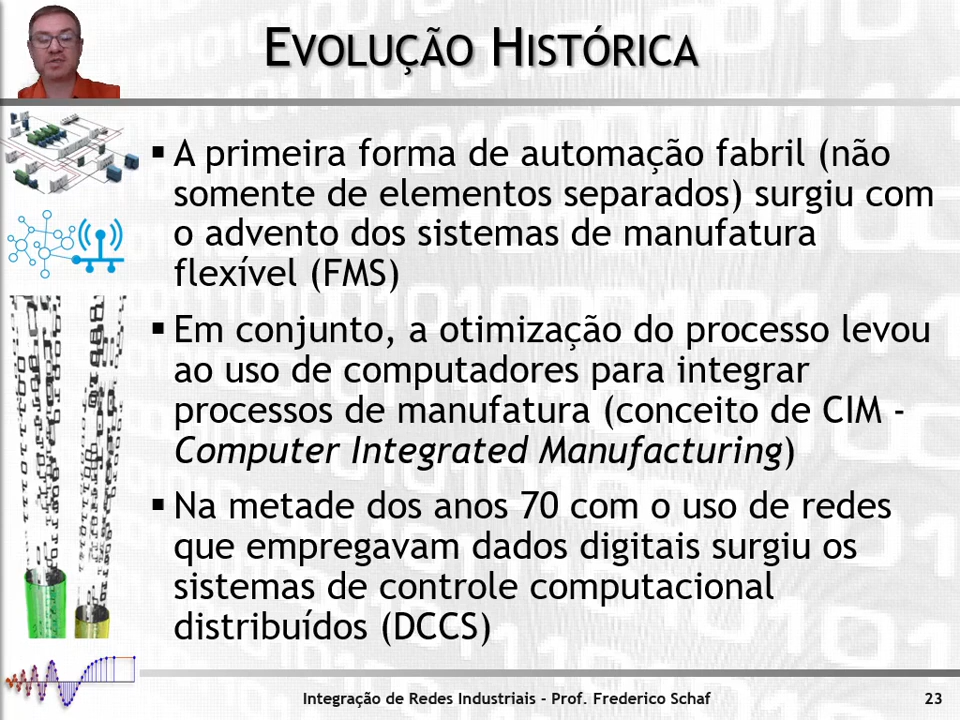 EVOLUÇÃO HISTÓRICA
▪ A primeira forma de automação fabril (não
somente de elementos separados) surgiu com
o advento dos sistemas de manufatura
flexível (FMS)
▪ Em conjunto, a otimização do processo levou
ao uso de computadores para integrar
processos de manufatura (conceito de CIM -
Computer Integrated Manufacturing)
▪ Na metade dos anos 70 com o uso de redes
que empregavam dados digitais surgiu os
sistemas de controle computacional
distribuídos (DCCS)
Integração de Redes Industriais - Prof. Frederico Schaf 23